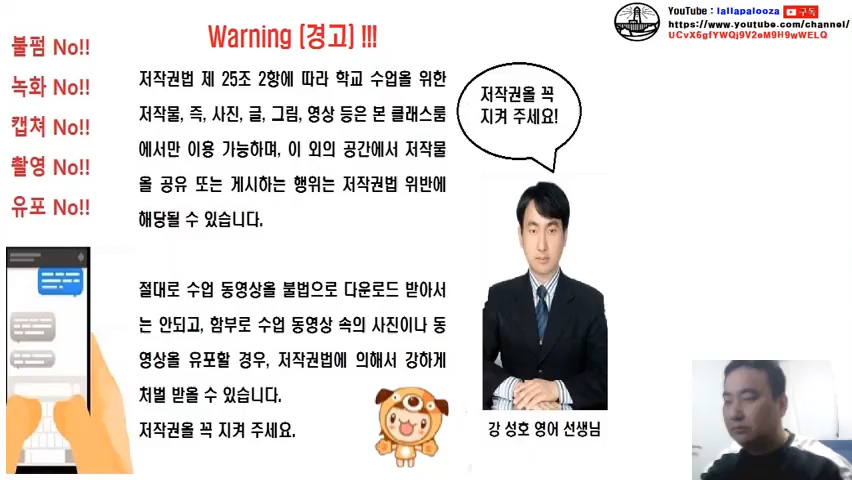 불펌 No!!
녹화 No!!
캡쳐 No!!
촬영 No!!
유포 No!!
Warning (경고) !!!
저작권법 제 25조 2항에 따라 학교 수업을 위한
저작물, 즉, 사진, 글, 그림, 영상 등은 본 클래스룸
에서만 이용 가능하며, 이 외의 공간에서 저작물
을 공유 또는 게시하는 행위는 저작권법 위반에
해당될 수 있습니다.
절대로 수업 동영상을 불법으로 다운로드 받아서
는 안되고, 함부로 수업 동영상 속의 사진이나 동
영상을 유포할 경우, 저작권법에 의해서 강하게
처벌 받을 수 있습니다.
저작권을 꼭 지켜 주세요.
저작권을 꼭
지켜 주세요!
강 성호 영어 선생님
YouTube : lallapalooza 구독
https://www.youtube.com/channel/
UCvX6gfYWQj9V2eM9H9wWELQ